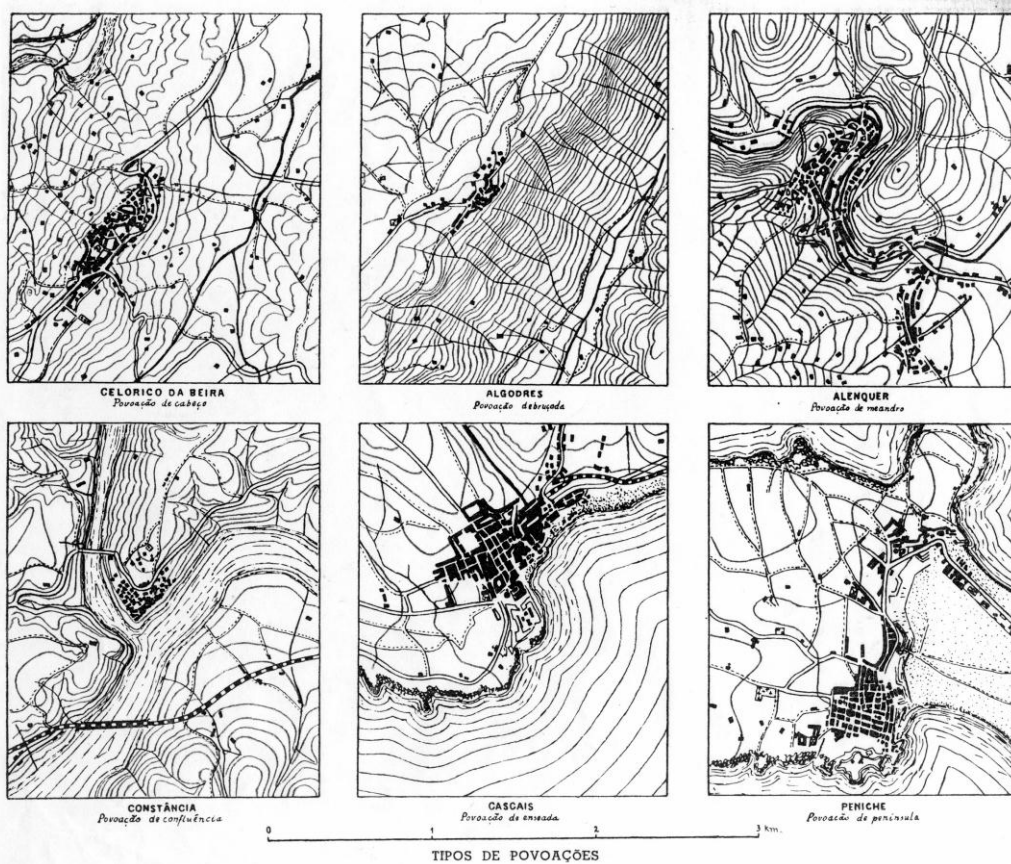 CELORICO DA BEIRA
Povoação de cabeço
ALGODRES
Povoação debruçada
ALENQUER
Povoação de meandro
CONSTÂNCIA
Povoação de confluência
CASCAIS
Povoação de enseada
PENICHE
Povoação de península
0 1 2 3 km.
TIPOS DE POVOAÇÕES